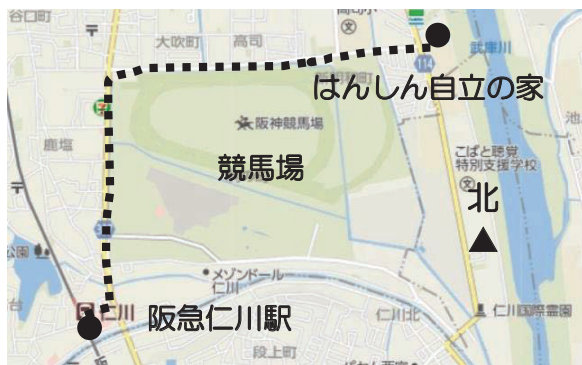 谷口町
大吹町
高司
114
武庫川
はんしん自立の家
阪神競馬場
競馬場
鹿塩
こばと聴覚
特別支援学校
北
▲
公園
メゾンドール
仁川
仁川
阪急仁川駅
仁川北
仁川国際霊園
段上町